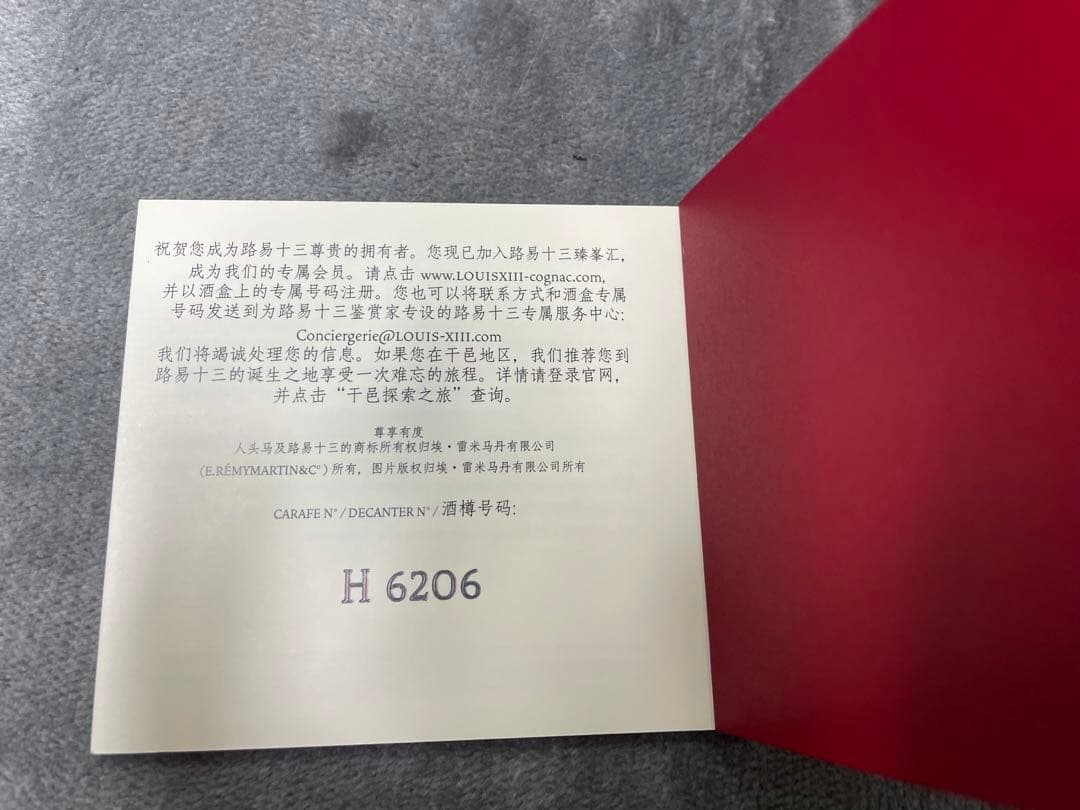 祝贺您成为路易十三尊贵的拥有者。您现已加入路易十三臻峯汇，
成为我们的专属会员。请点击 www.LOUISXIII-cognac.com,
并以酒盒上的专属号码注册。您也可以将联系方式和酒盒专属
号码发送到为路易十三鉴赏家专设的路易十三专属服务中心:
Conciergerie@LOUIS-XIII.com
我们将竭诚处理您的信息。如果您在干邑地区，我们推荐您到
路易十三的诞生之地享受一次难忘的旅程。详情请登录官网，
并点击“干邑探索之旅”查询。
尊享有度
人头马及路易十三的商标所有权归埃·雷米马丹有限公司
(E.RÉMYMARTIN&C°) 所有, 图片版权归埃·雷米马丹有限公司所有
CARAFE N° / DECANTER N° / 酒樽号码:
H 6206